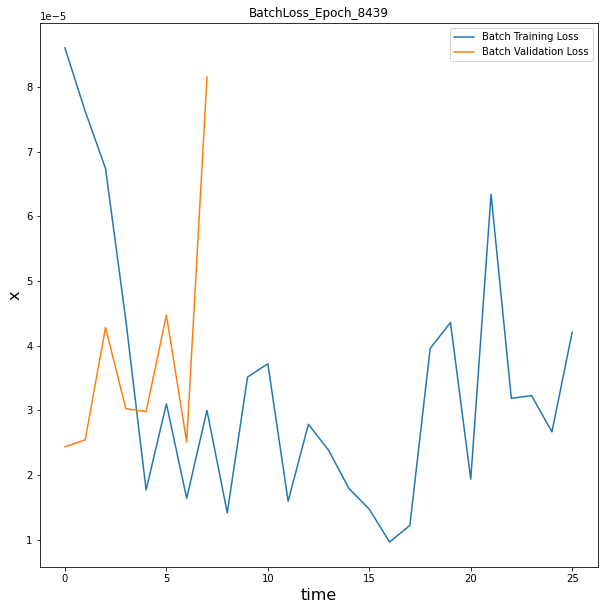 BatchLoss_Epoch_8439
1e−5
Batch Training Loss
Batch Validation Loss
8
7
6
5
4
3
2
1
x
0 5 10 15 20 25
time